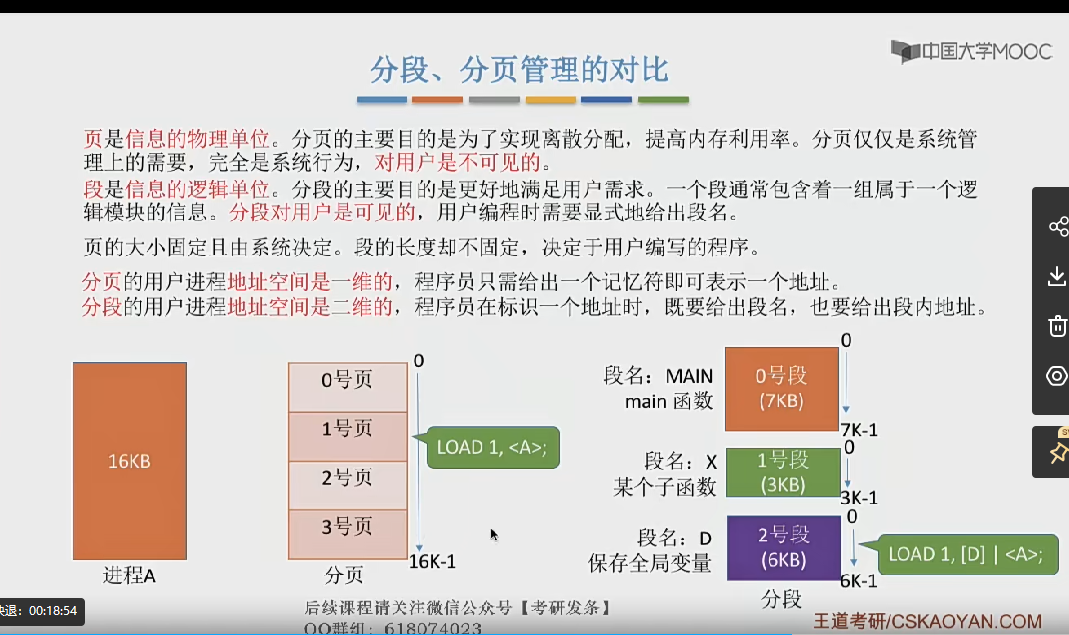 中国大学MOOC
分段、分页管理的对比
页是信息的物理单位。分页的主要目的是为了实现离散分配，提高内存利用率。分页仅仅是系统管
理上的需要，完全是系统行为，对用户是不可见的。
段是信息的逻辑单位。分段的主要目的是更好地满足用户需求。一个段通常包含着一组属于一个逻
辑模块的信息。分段对用户是可见的，用户编程时需要显式地给出段名。
页的大小固定且由系统决定。段的长度却不固定，决定于用户编写的程序。
分页的用户进程地址空间是一维的，程序员只需给出一个记忆符即可表示一个地址。
分段的用户进程地址空间是二维的，程序员在标识一个地址时，既要给出段名，也要给出段内地址。
16KB
进程A
0号页
1号页
2号页
3号页
0
16K-1
LOAD 1, <A>;
分页
段名：MAIN
main 函数
0号段
(7KB)
0
7K-1
段名：X
某个子函数
1号段
(3KB)
0
3K-1
段名：D
保存全局变量
2号段
(6KB)
0
6K-1
LOAD 1, [D] | <A>;
分段
快退：00:18:54
后续课程请关注微信公众号【考研发条】
QQ群组：618074023
王道考研/CSKAOYAN.COM